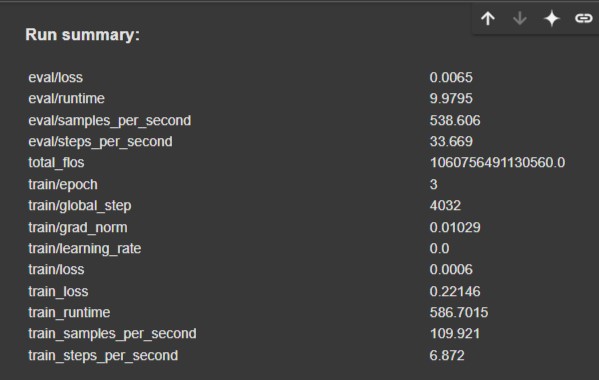 Run summary:
eval/loss 0.0065
eval/runtime 9.9795
eval/samples_per_second 538.606
eval/steps_per_second 33.669
total_flos 1060756491130560.0
train/epoch 3
train/global_step 4032
train/grad_norm 0.01029
train/learning_rate 0.0
train/loss 0.0006
train_loss 0.22146
train_runtime 586.7015
train_samples_per_second 109.921
train_steps_per_second 6.872